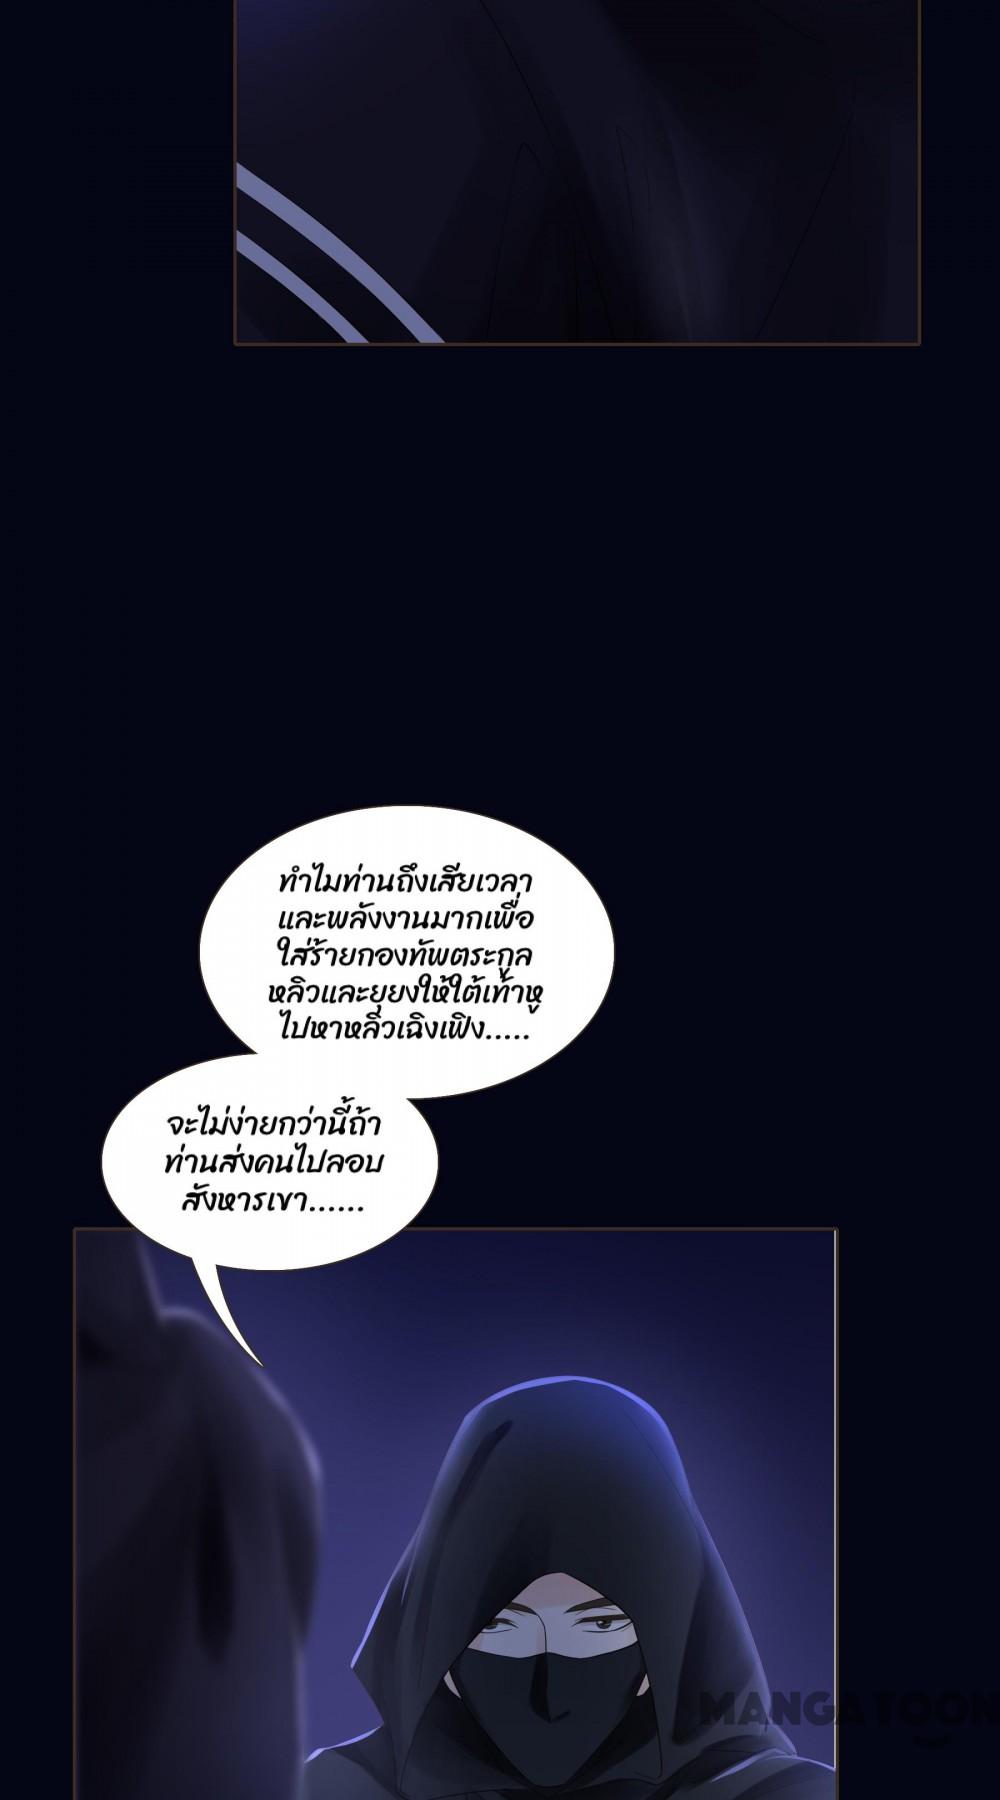 ทำไมท่านถึงเสียเวลา
และพลังงานมากเพื่อ
ใส่ร้ายกองทัพตระกูล
หลิวและยุยงให้ใต้เท้าหู
ไปหาหลิวเฉิงเฟิง.....
จะไม่ง่ายกว่านี้ถ้า
ท่านส่งคนไปลอบ
สังหารเขา......
MANGATOON